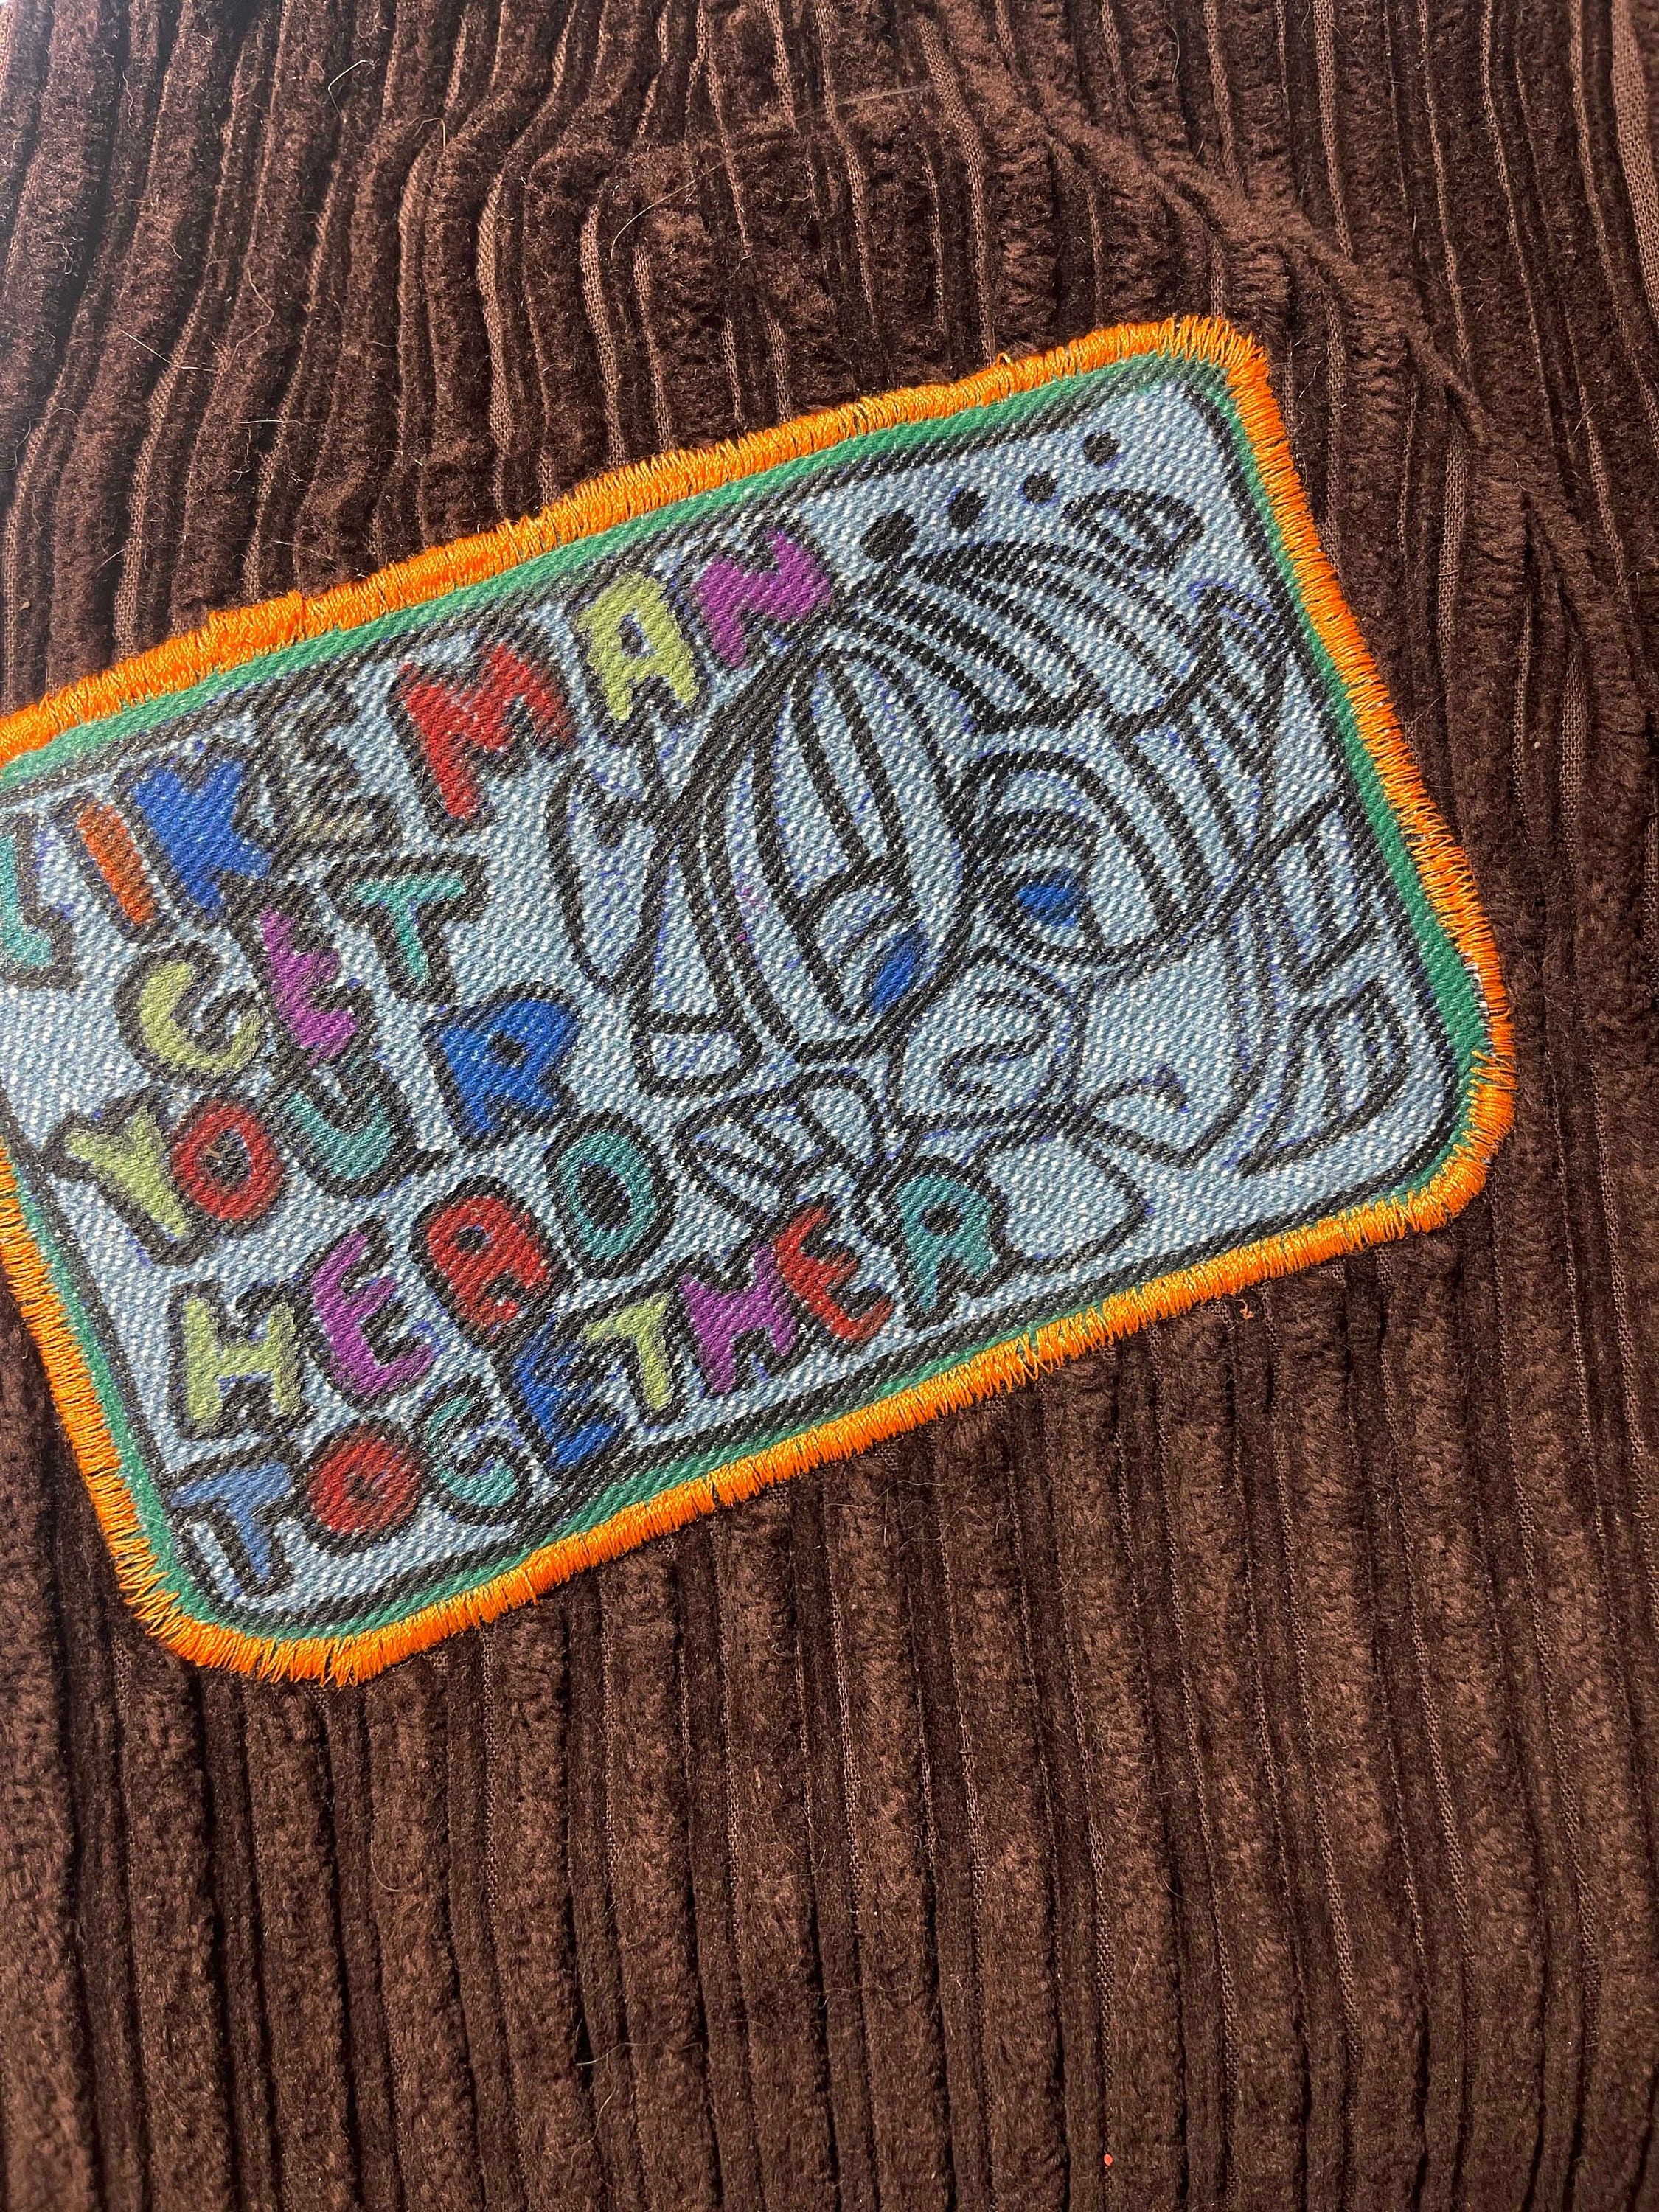 LIKE MAN
GET
YOUR
HEAD
TOGETHER